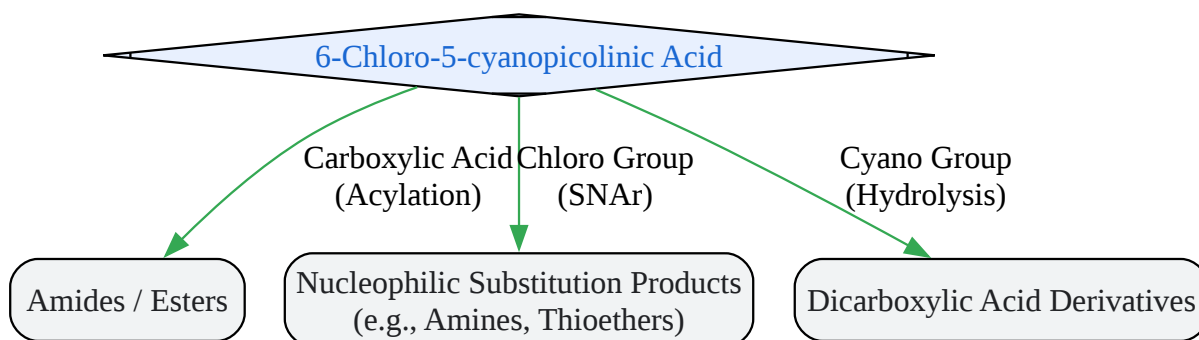 6-Chloro-5-cyanopicolinic Acid
Carboxylic Acid
(Acylation)
Chloro Group
(SNAr)
Cyano Group
(Hydrolysis)
Amides / Esters
Nucleophilic Substitution Products
(e.g., Amines, Thioethers)
Dicarboxylic Acid Derivatives